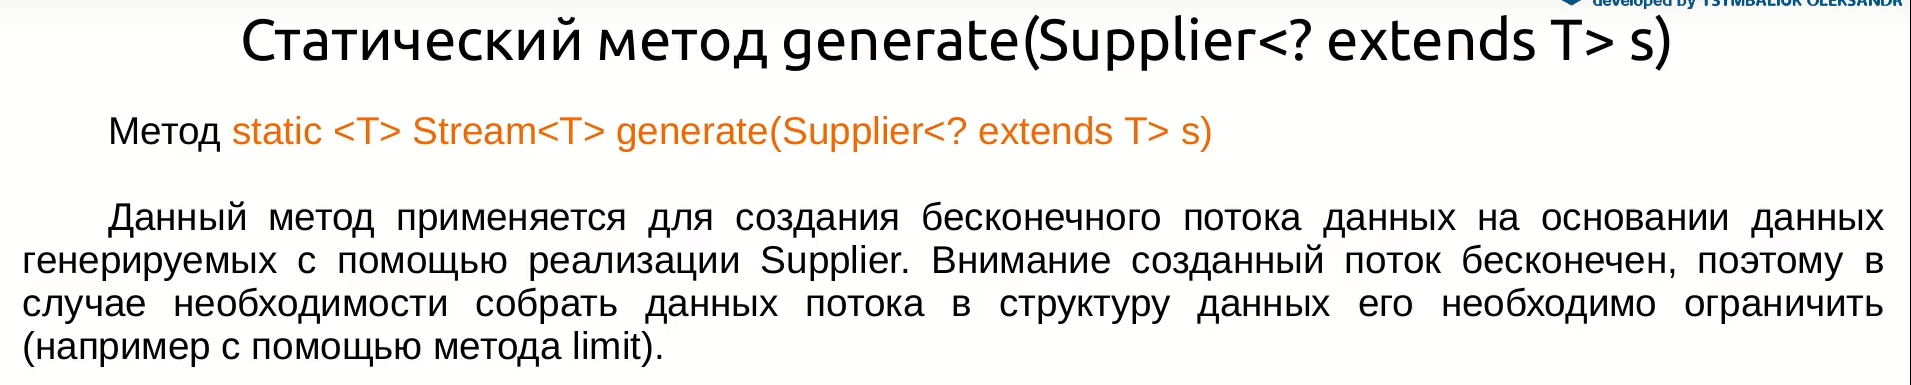 developed by TSYMBALIUK OLEKSANDR
Статический метод generate(Supplier<? extends T> s)
Метод static <T> Stream<T> generate(Supplier<? extends T> s)
Данный метод применяется для создания бесконечного потока данных на основании данных
генерируемых с помощью реализации Supplier. Внимание созданный поток бесконечен, поэтому в
случае необходимости собрать данных потока в структуру данных его необходимо ограничить
(например с помощью метода limit).